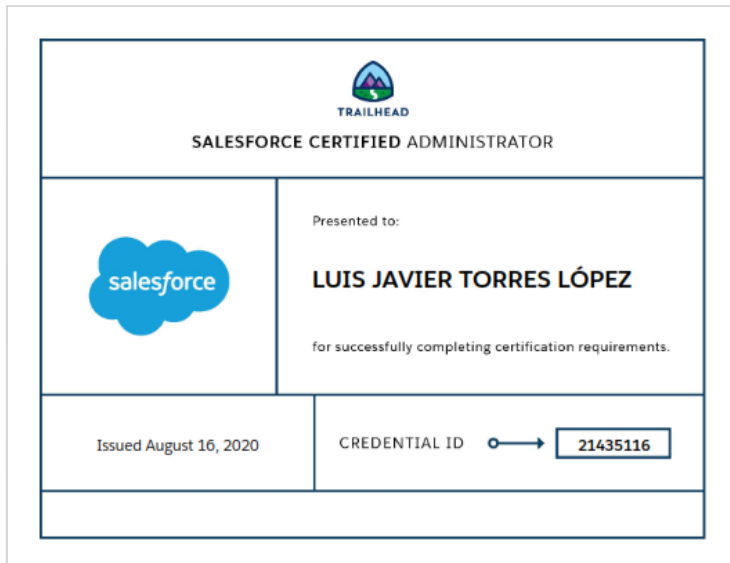 TRAILHEAD
SALESFORCE CERTIFIED ADMINISTRATOR
salesforce
Presented to:
LUIS JAVIER TORRES LÓPEZ
for successfully completing certification requirements.
Issued August 16, 2020
CREDENTIAL ID
21435116